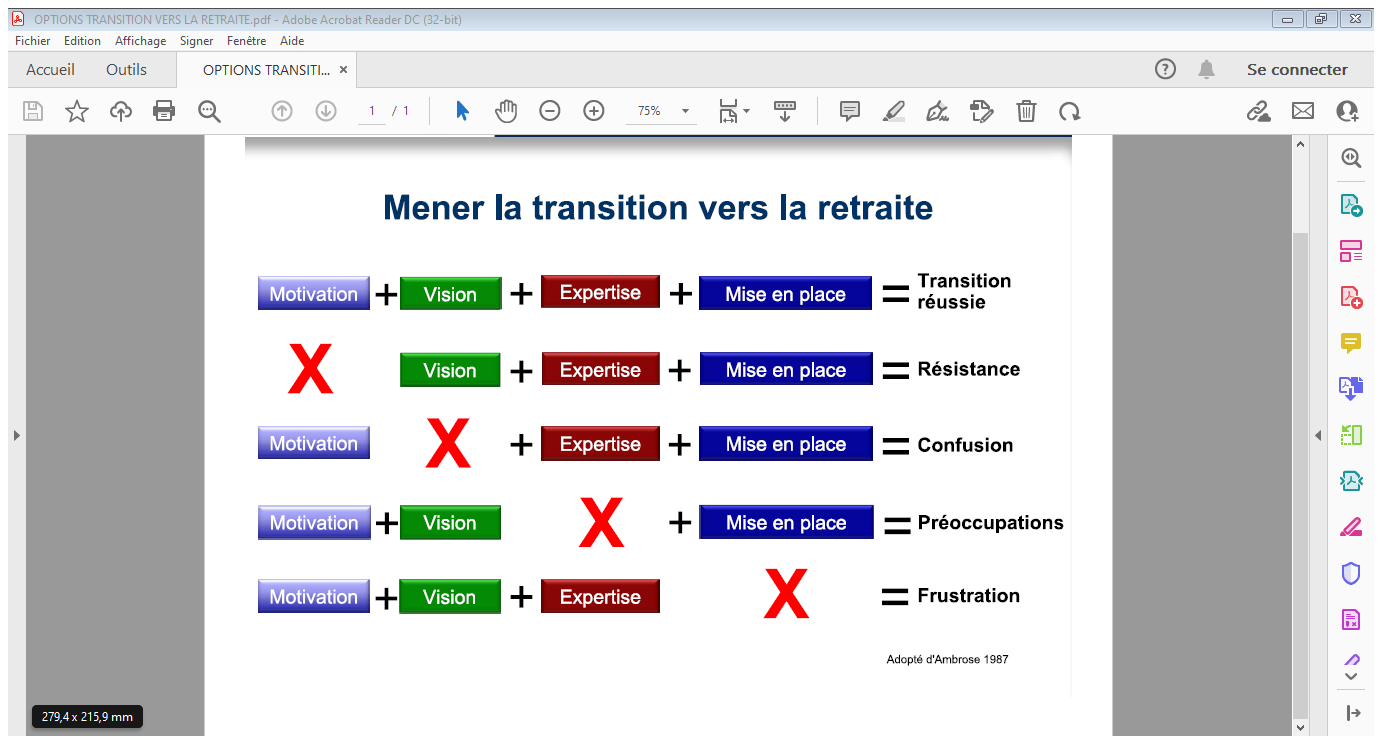 OPTIONS TRANSITION VERS LA RETRAITE.pdf - Adobe Acrobat Reader DC (32-bit)
Fichier Edition Affichage Signer Fenêtre Aide
Accueil Outils OPTIONS TRANSITI... × Se connecter
1 / 1 75%
Mener la transition vers la retraite
Motivation + Vision + Expertise + Mise en place = Transition
réussie
X Vision + Expertise + Mise en place = Résistance
Motivation X + Expertise + Mise en place = Confusion
Motivation + Vision X + Mise en place = Préoccupations
Motivation + Vision + Expertise X = Frustration
Adopté d'Ambrose 1987
279,4 x 215,9 mm